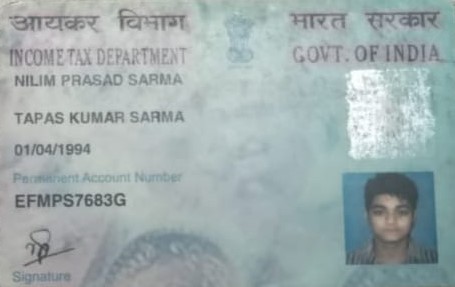 आयकर विभाग भारत सरकार
INCOME TAX DEPARTMENT GOVT. OF INDIA
NILIM PRASAD SARMA
TAPAS KUMAR SARMA
01/04/1994
Permanent Account Number
EFMPS7683G
Signature